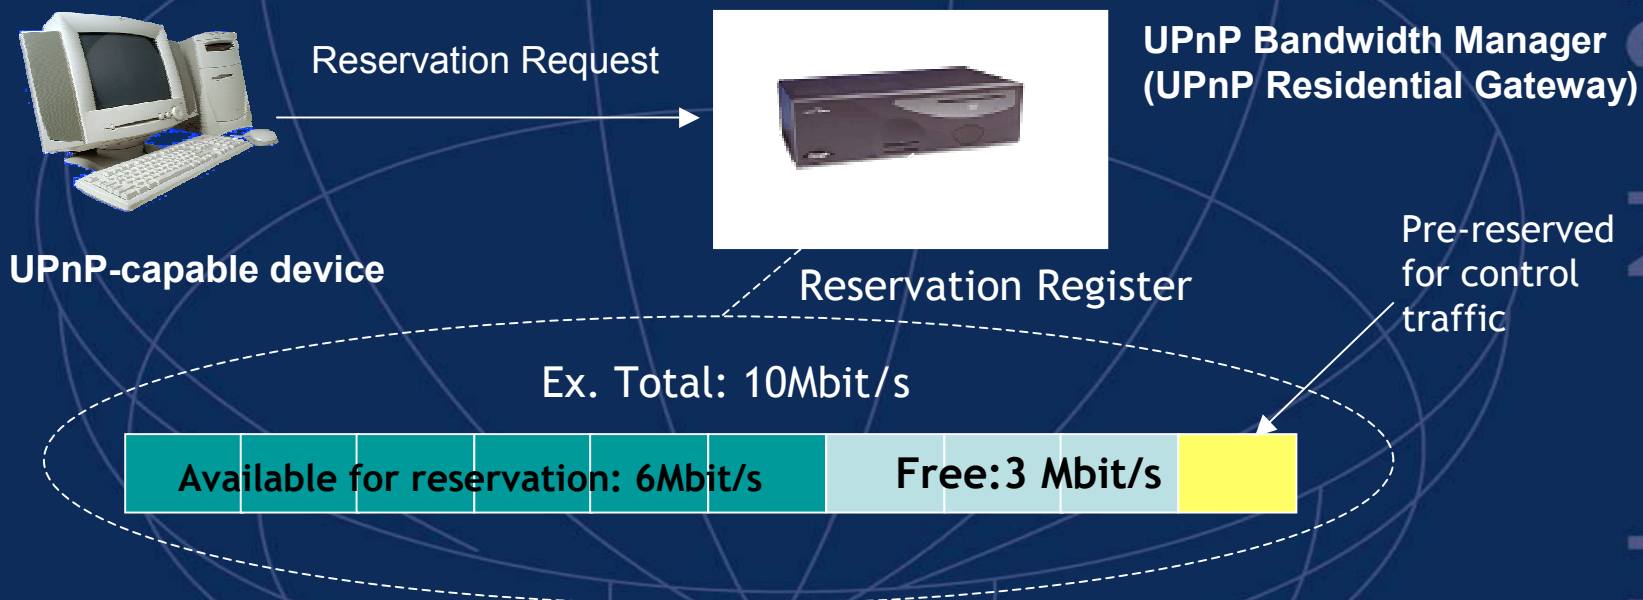 Reservation Request
UPnP Bandwidth Manager
(UPnP Residential Gateway)
UPnP-capable device
Reservation Register
Pre-reserved
for control
traffic
Ex. Total: 10Mbit/s
Available for reservation: 6Mbit/s
Free:3 Mbit/s